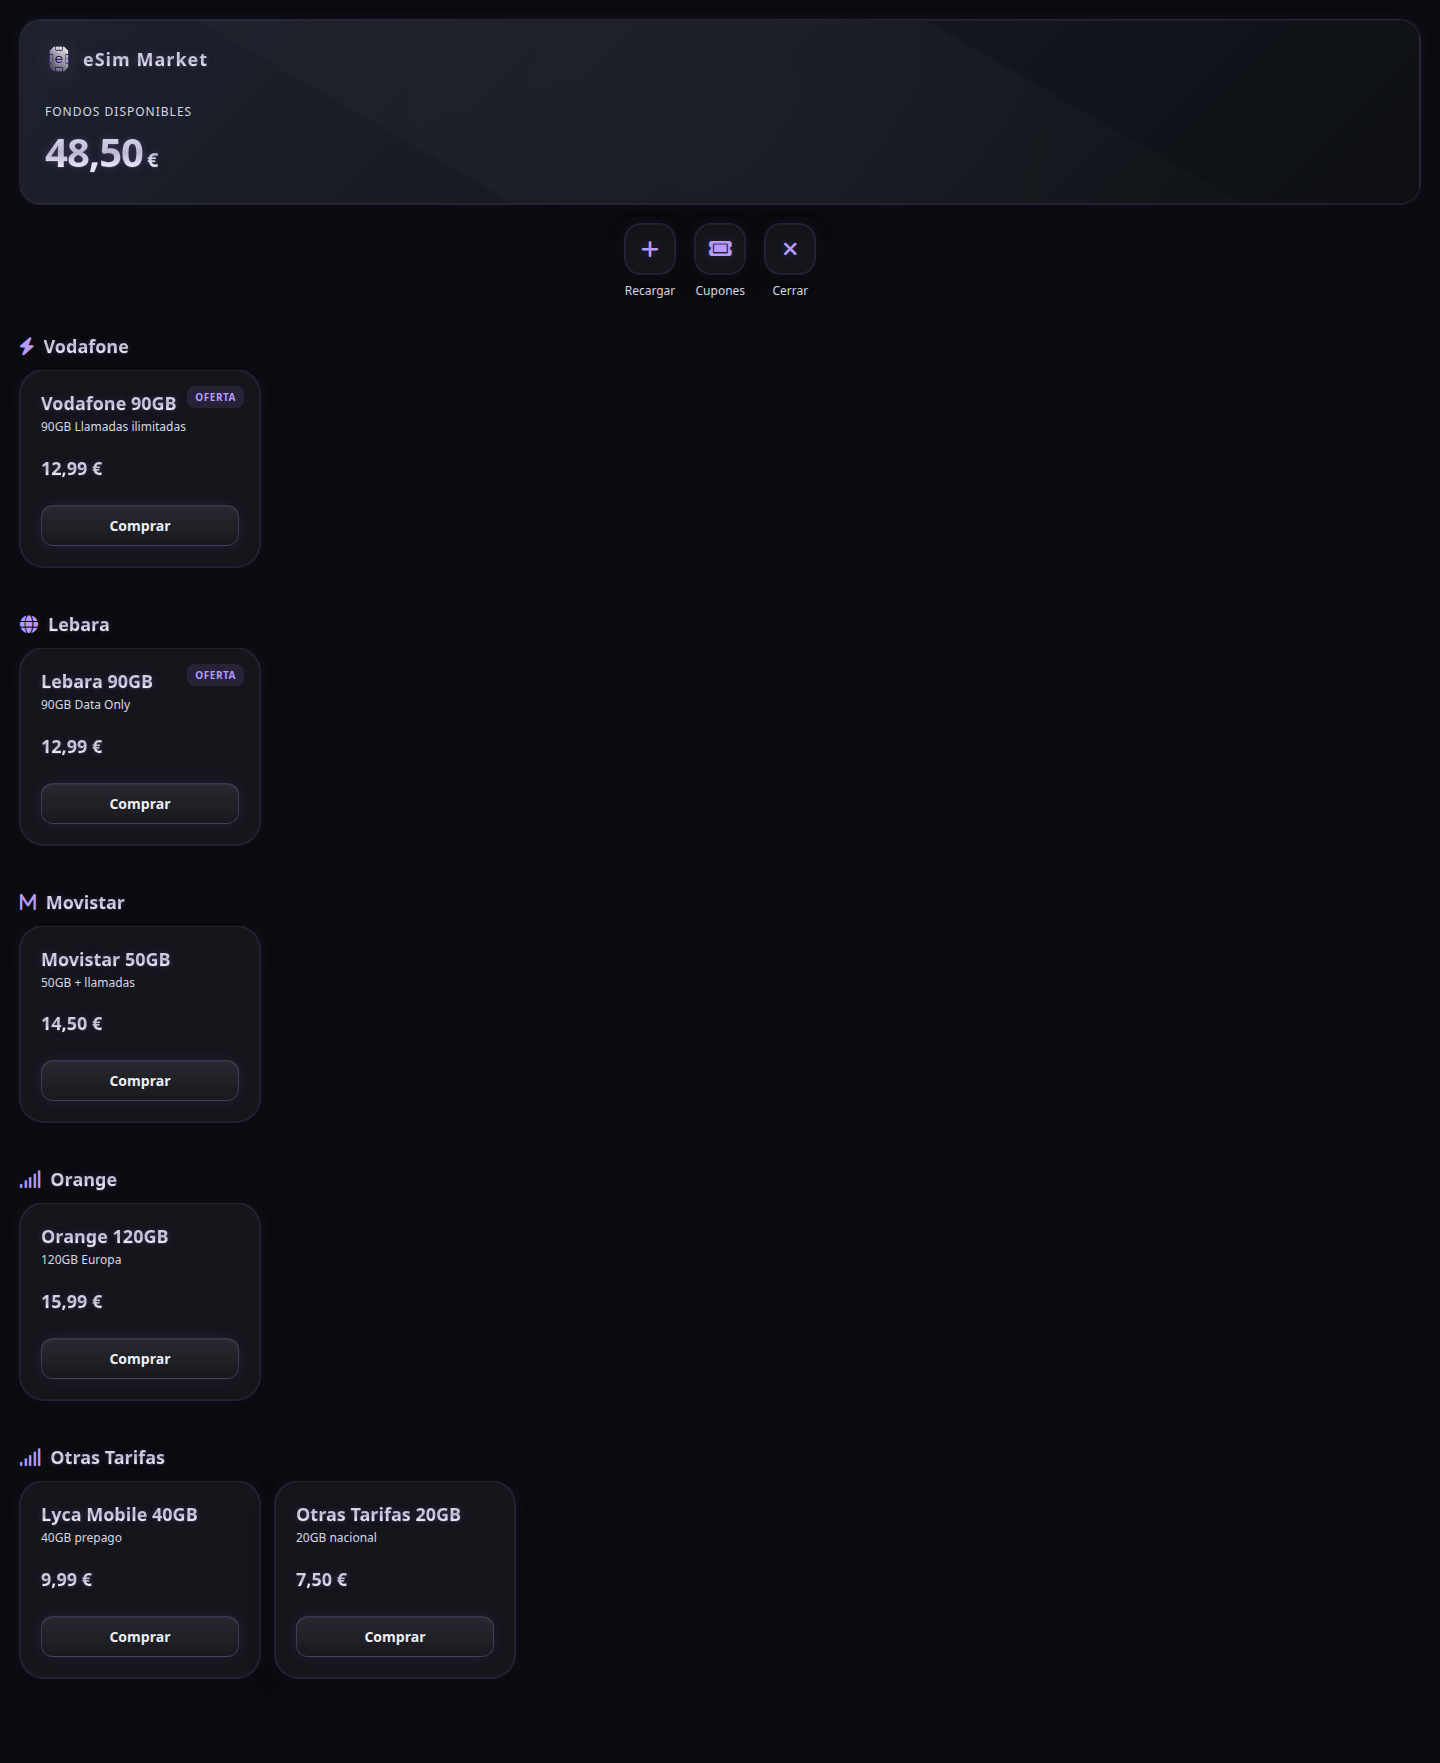 eSim Market
FONDOS DISPONIBLES
48,50 €
Recargar
Cupones
Cerrar
Vodafone
Vodafone 90GB
OFERTA
90GB Llamadas ilimitadas
12,99 €
Comprar
Lebara
Lebara 90GB
OFERTA
90GB Data Only
12,99 €
Comprar
Movistar
Movistar 50GB
50GB + llamadas
14,50 €
Comprar
Orange
Orange 120GB
120GB Europa
15,99 €
Comprar
Otras Tarifas
Lyca Mobile 40GB
40GB prepago
9,99 €
Comprar
Otras Tarifas 20GB
20GB nacional
7,50 €
Comprar